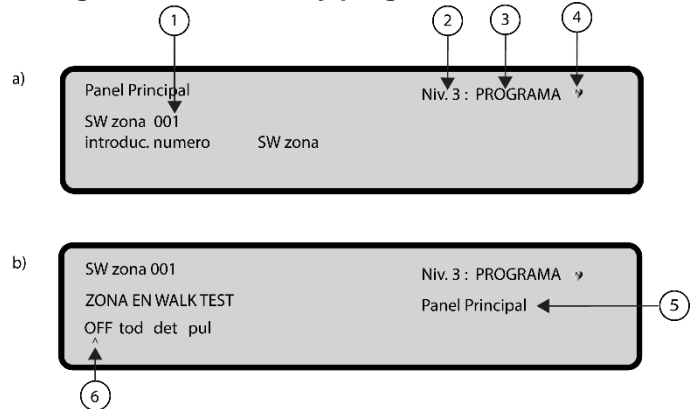 1 2 3 4
a)
Panel Principal Niv. 3 : PROGRAMA
SW zona 001
introduc. numero SW zona
b)
SW zona 001 Niv. 3 : PROGRAMA
ZONA EN WALK TEST Panel Principal 5
OFF tod det pul
^
6